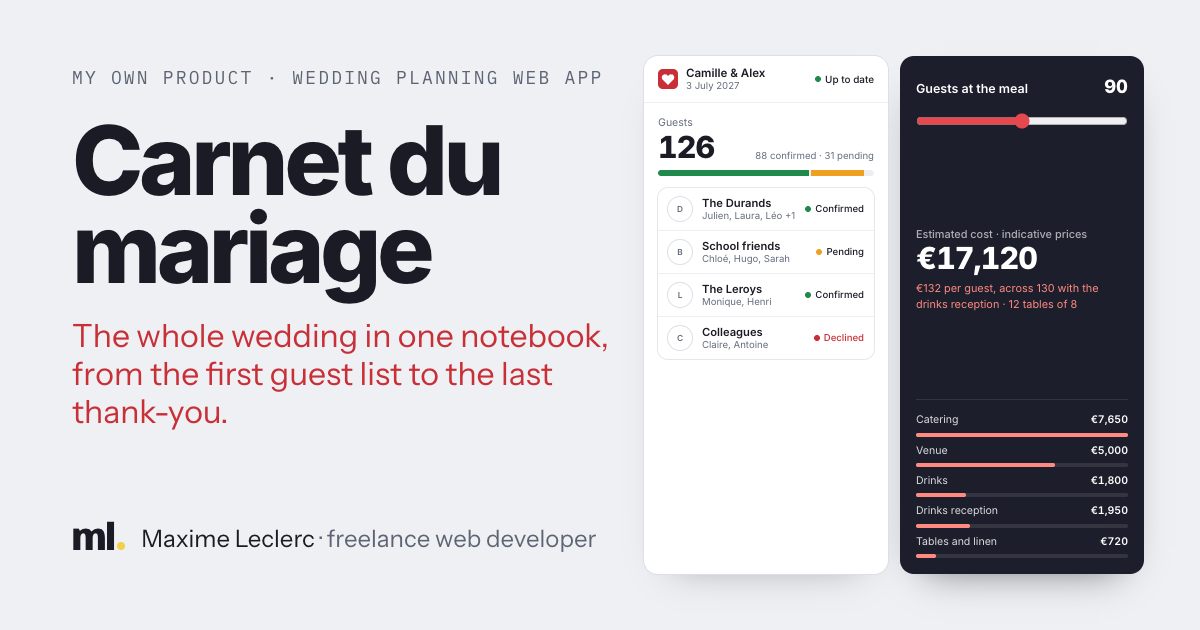 MY OWN PRODUCT · WEDDING PLANNING WEB APP
Carnet du
mariage
The whole wedding in one notebook,
from the first guest list to the last
thank-you.
ml. Maxime Leclerc · freelance web developer
Camille & Alex
3 July 2027
Up to date
Guests
126
88 confirmed · 31 pending
D
The Durands
Julien, Laura, Léo +1
Confirmed
B
School friends
Chloé, Hugo, Sarah
Pending
L
The Leroys
Monique, Henri
Confirmed
C
Colleagues
Claire, Antoine
Declined
Guests at the meal 90
Estimated cost · indicative prices
€17,120
€132 per guest, across 130 with the
drinks reception · 12 tables of 8
Catering €7,650
Venue €5,000
Drinks €1,800
Drinks reception €1,950
Tables and linen €720